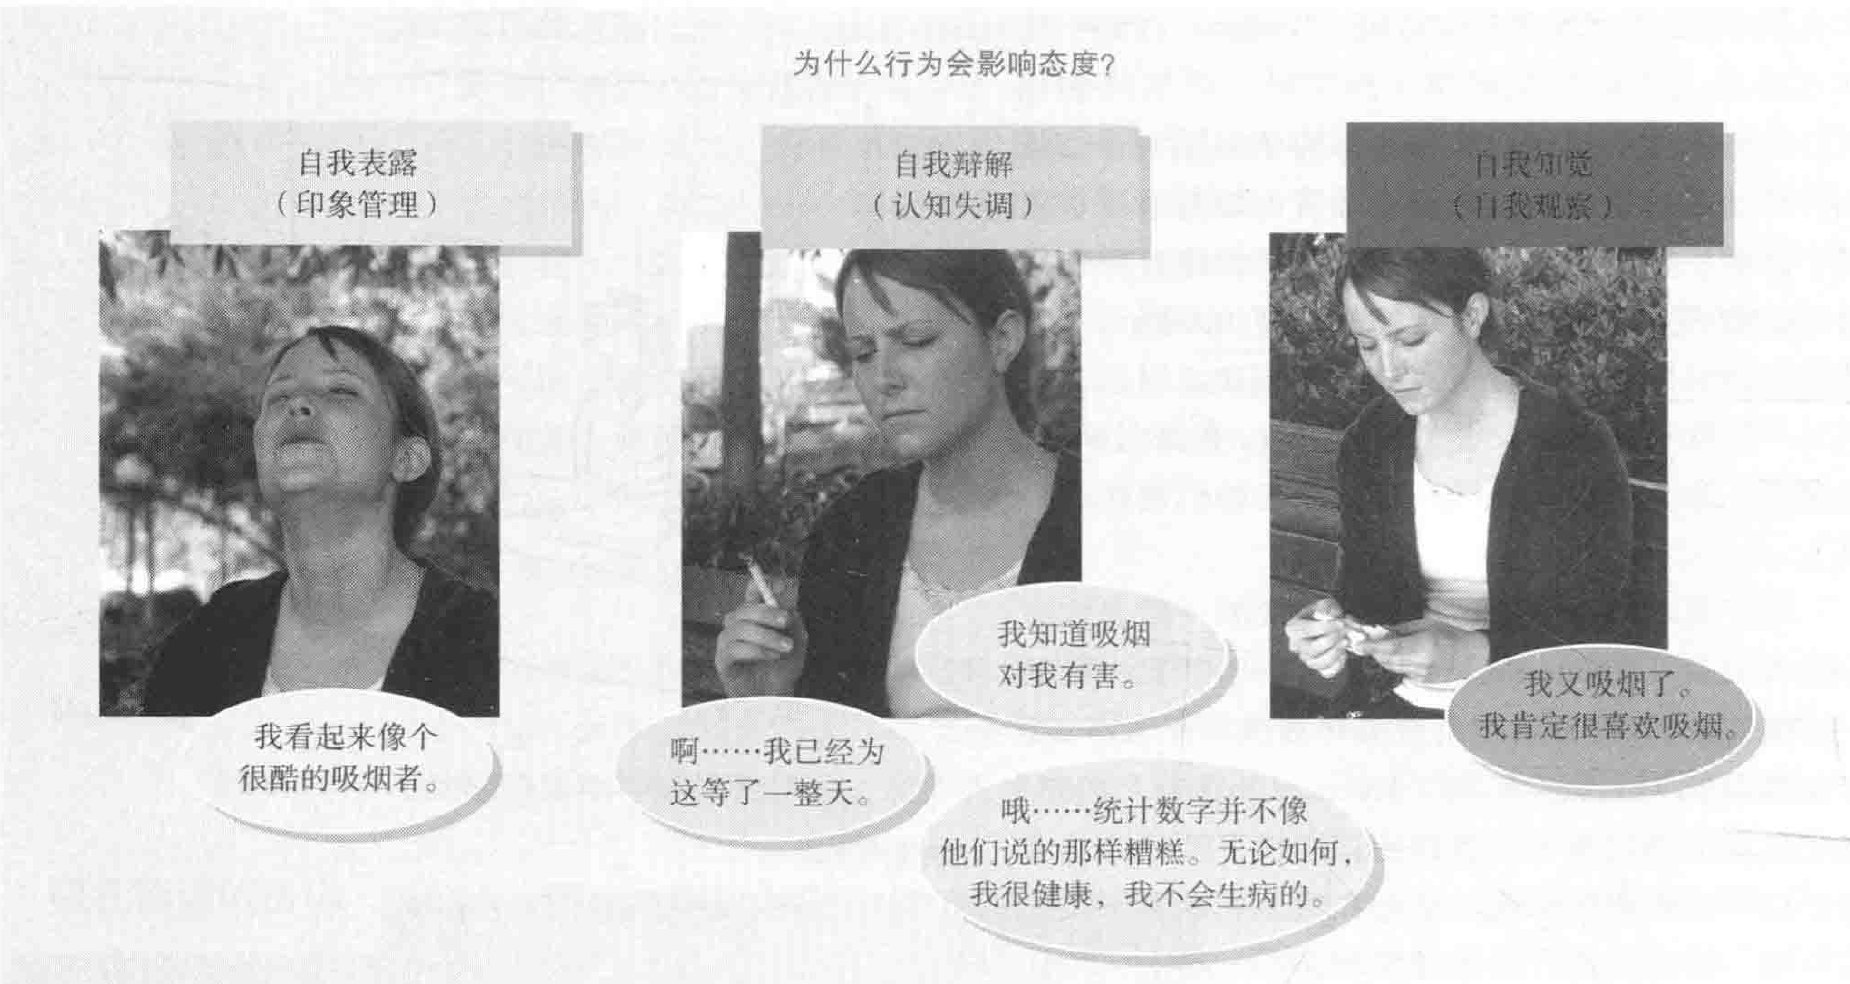 为什么行为会影响态度?
自我表露
（印象管理）
自我辩解
（认知失调）
自我知觉
（自我观察）
我看起来像个
很酷的吸烟者。
啊……我已经为
这等了一整天。
我知道吸烟
对我有害。
哦……统计数字并不像
他们说的那样糟糕。无论如何，
我很健康，我不会生病的。
我又吸烟了。
我肯定很喜欢吸烟。